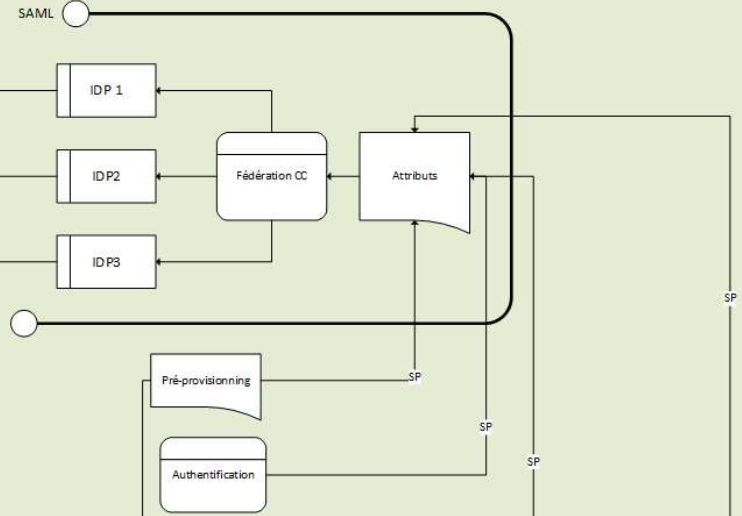 SAML
IDP 1
IDP2
Fédération CC
Attributs
IDP3
SP
Pré-provisionning
SP
SP
SP
Authentification